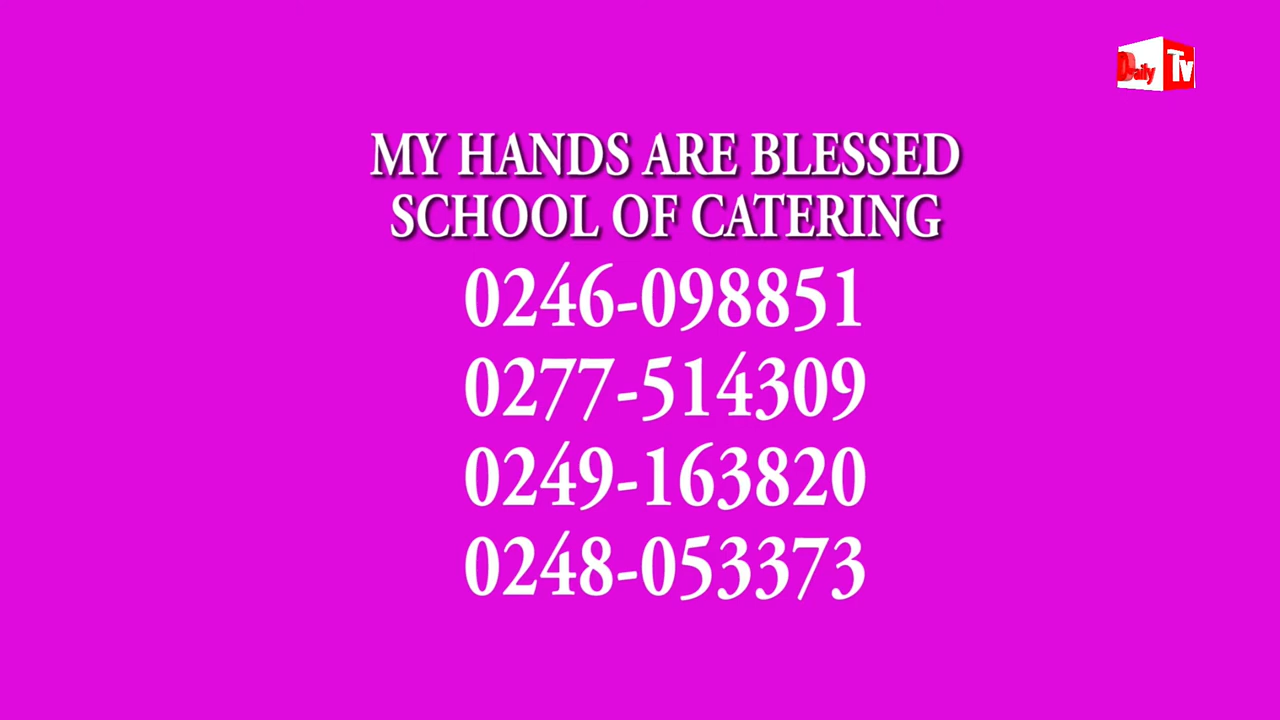 Daily Tv
MY HANDS ARE BLESSED
SCHOOL OF CATERING
0246-098851
0277-514309
0249-163820
0248-053373